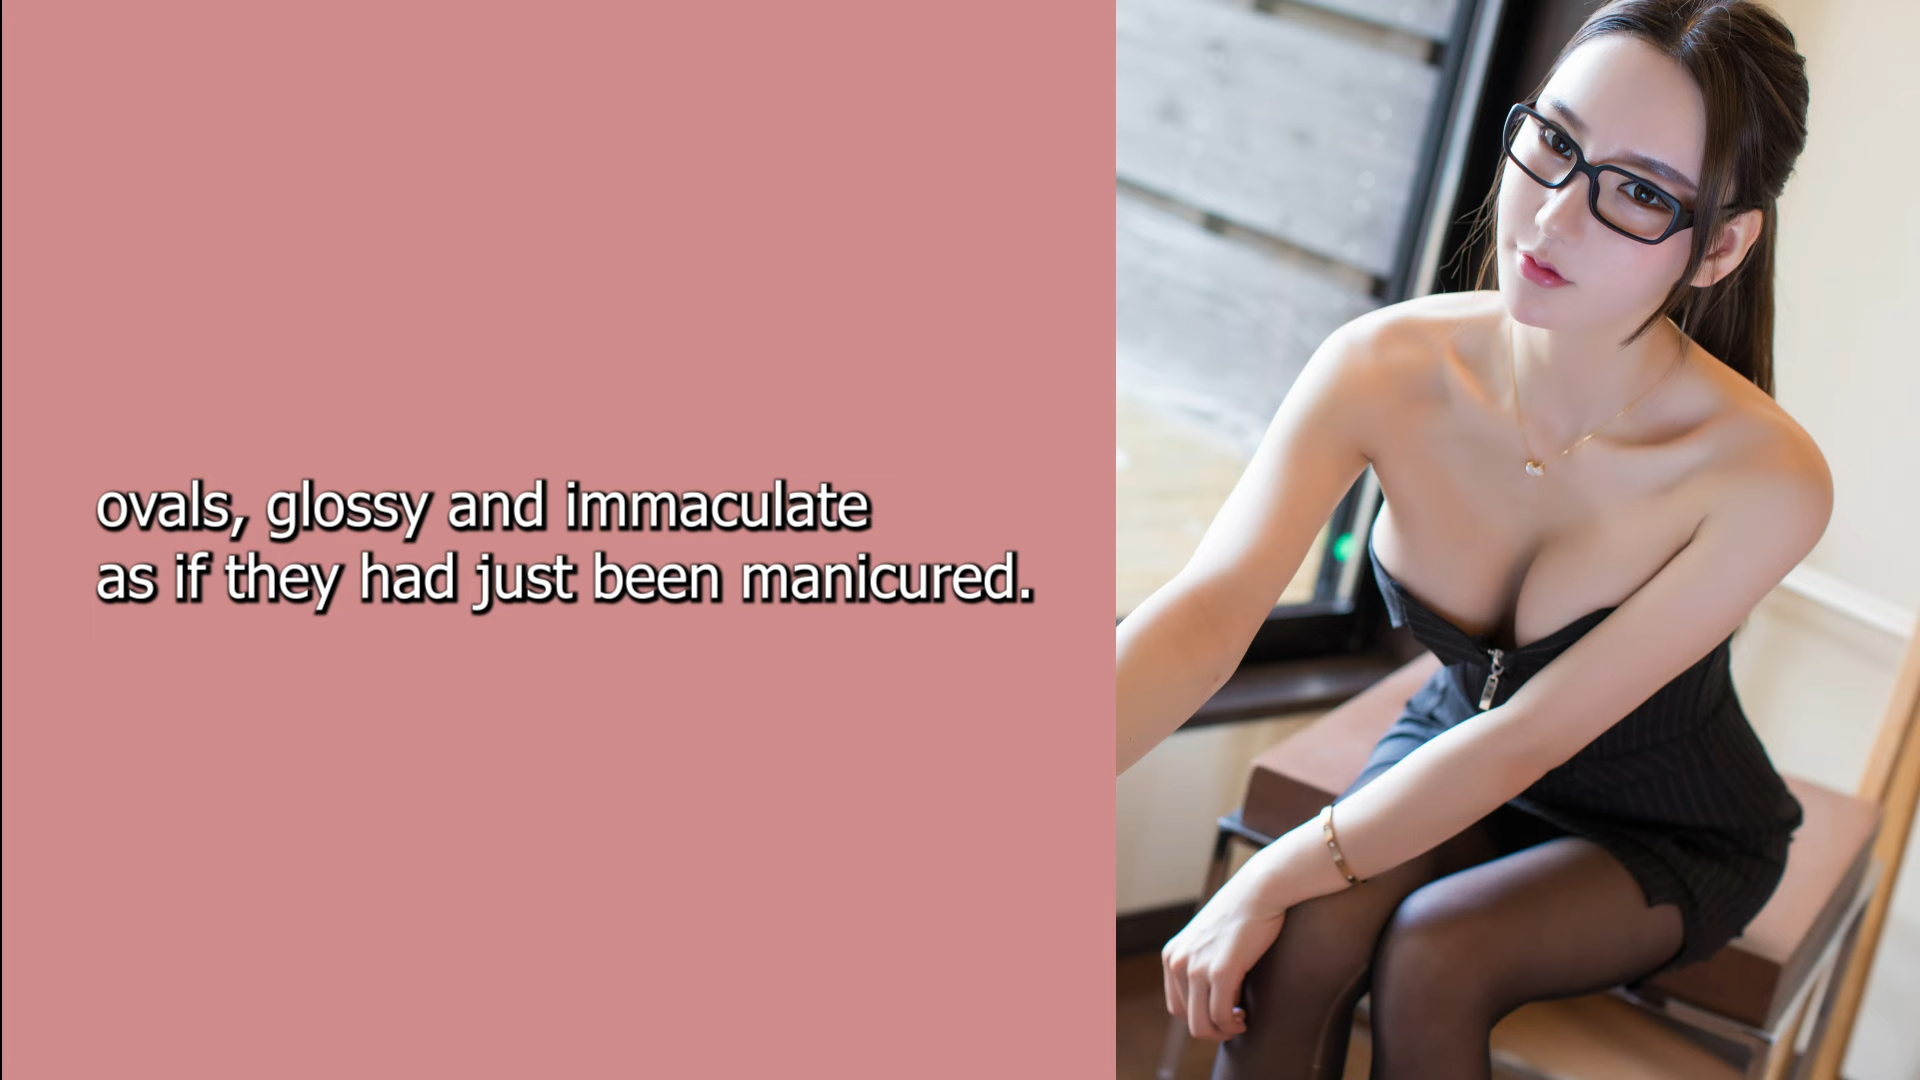 ovals, glossy and immaculate
as if they had just been manicured.